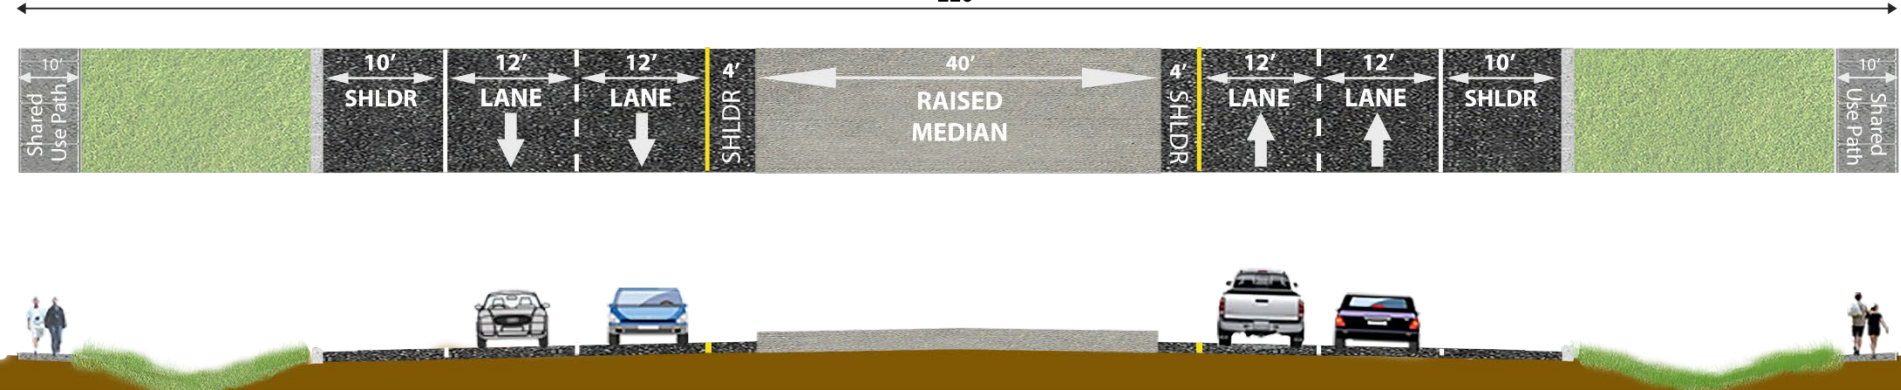 10’
Shared
Use Path
10’
SHLDR
12’
LANE
12’
LANE
4’
SHLDR
40’
RAISED
MEDIAN
4’
SHLDR
12’
LANE
12’
LANE
10’
SHLDR
10’
Shared
Use Path